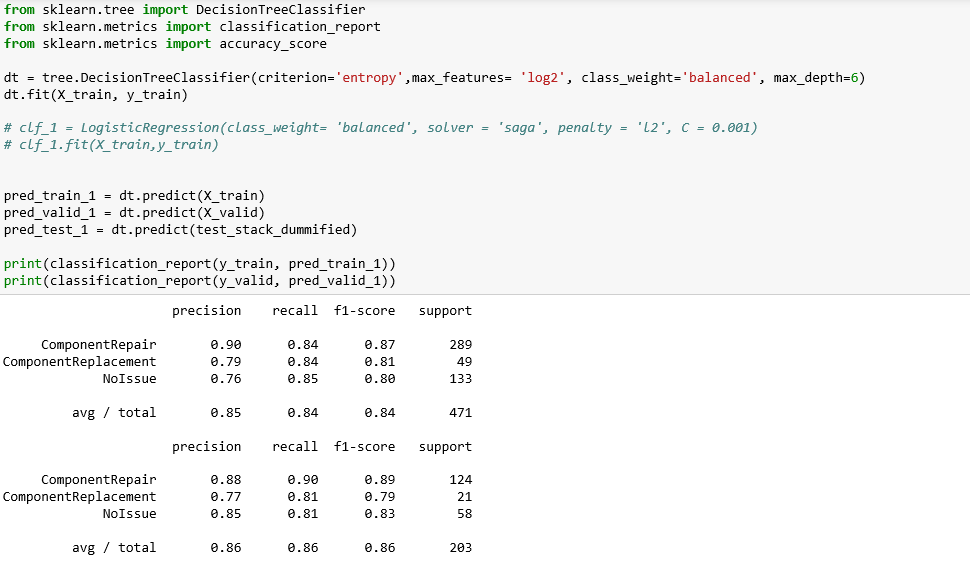 from sklearn.tree import DecisionTreeClassifier
from sklearn.metrics import classification_report
from sklearn.metrics import accuracy_score
dt = tree.DecisionTreeClassifier(criterion='entropy',max_features= 'log2', class_weight='balanced', max_depth=6)
dt.fit(X_train, y_train)
# clf_1 = LogisticRegression(class_weight= 'balanced', solver = 'saga', penalty = 'l2', C = 0.001)
# clf_1.fit(X_train,y_train)
pred_train_1 = dt.predict(X_train)
pred_valid_1 = dt.predict(X_valid)
pred_test_1 = dt.predict(test_stack_dummified)
print(classification_report(y_train, pred_train_1))
print(classification_report(y_valid, pred_valid_1))
precision recall f1-score support
ComponentRepair 0.90 0.84 0.87 289
ComponentReplacement 0.79 0.84 0.81 49
NoIssue 0.76 0.85 0.80 133
avg / total 0.85 0.84 0.84 471
precision recall f1-score support
ComponentRepair 0.88 0.90 0.89 124
ComponentReplacement 0.77 0.81 0.79 21
NoIssue 0.85 0.81 0.83 58
avg / total 0.86 0.86 0.86 203